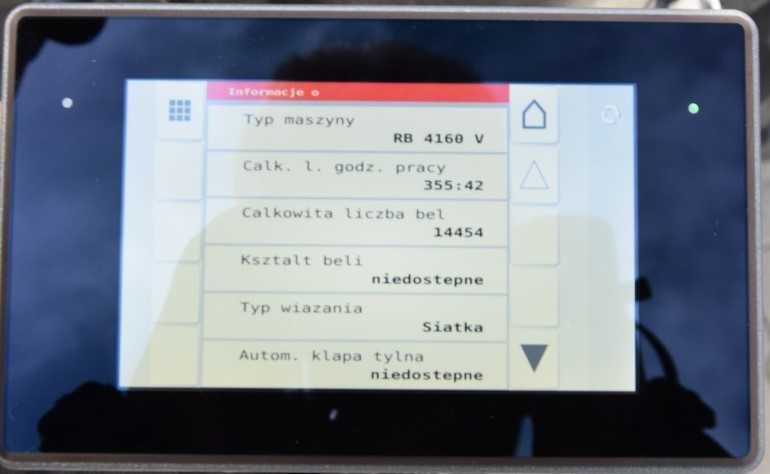 Informacje o
Typ maszyny
RB 4160 V
Calk. l. godz. pracy
355:42
Calkowita liczba bel
14454
Ksztalt beli
niedostepne
Typ wiazania
Siatka
Autom. klapa tylna
niedostepne